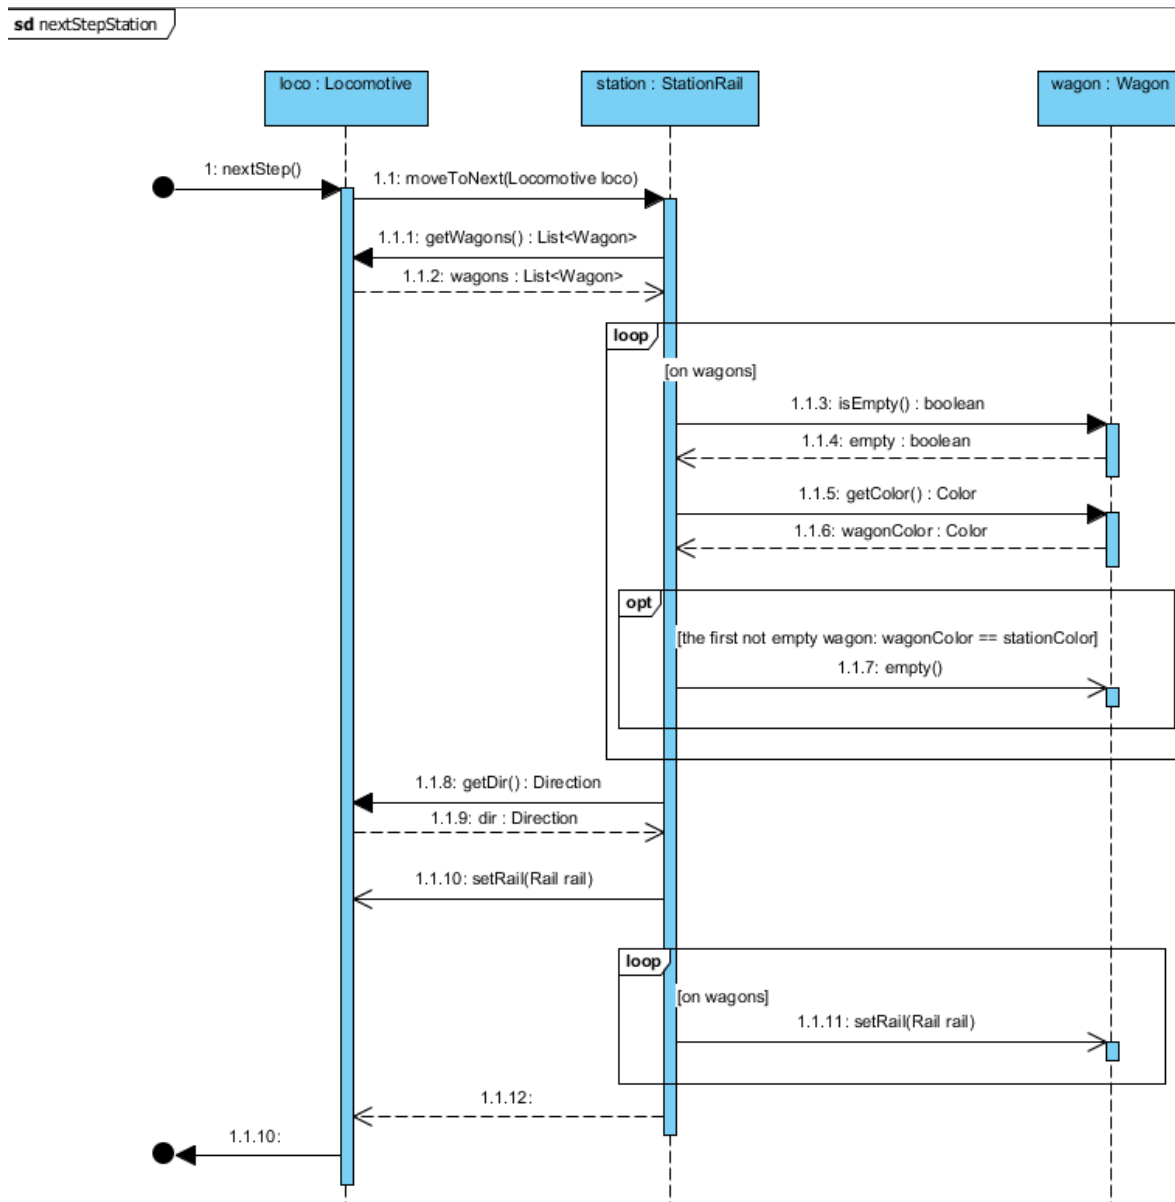 sd nextStepStation
loco : Locomotive
station : StationRail
wagon : Wagon
1: nextStep()
1.1: moveToNext(Locomotive loco)
1.1.1: getWagons() : List<Wagon>
1.1.2: wagons : List<Wagon>
loop
[on wagons]
1.1.3: isEmpty() : boolean
1.1.4: empty : boolean
1.1.5: getColor() : Color
1.1.6: wagonColor : Color
opt
[the first not empty wagon: wagonColor == stationColor]
1.1.7: empty()
1.1.8: getDir() : Direction
1.1.9: dir : Direction
1.1.10: setRail(Rail rail)
loop
[on wagons]
1.1.11: setRail(Rail rail)
1.1.12:
1.1.10: